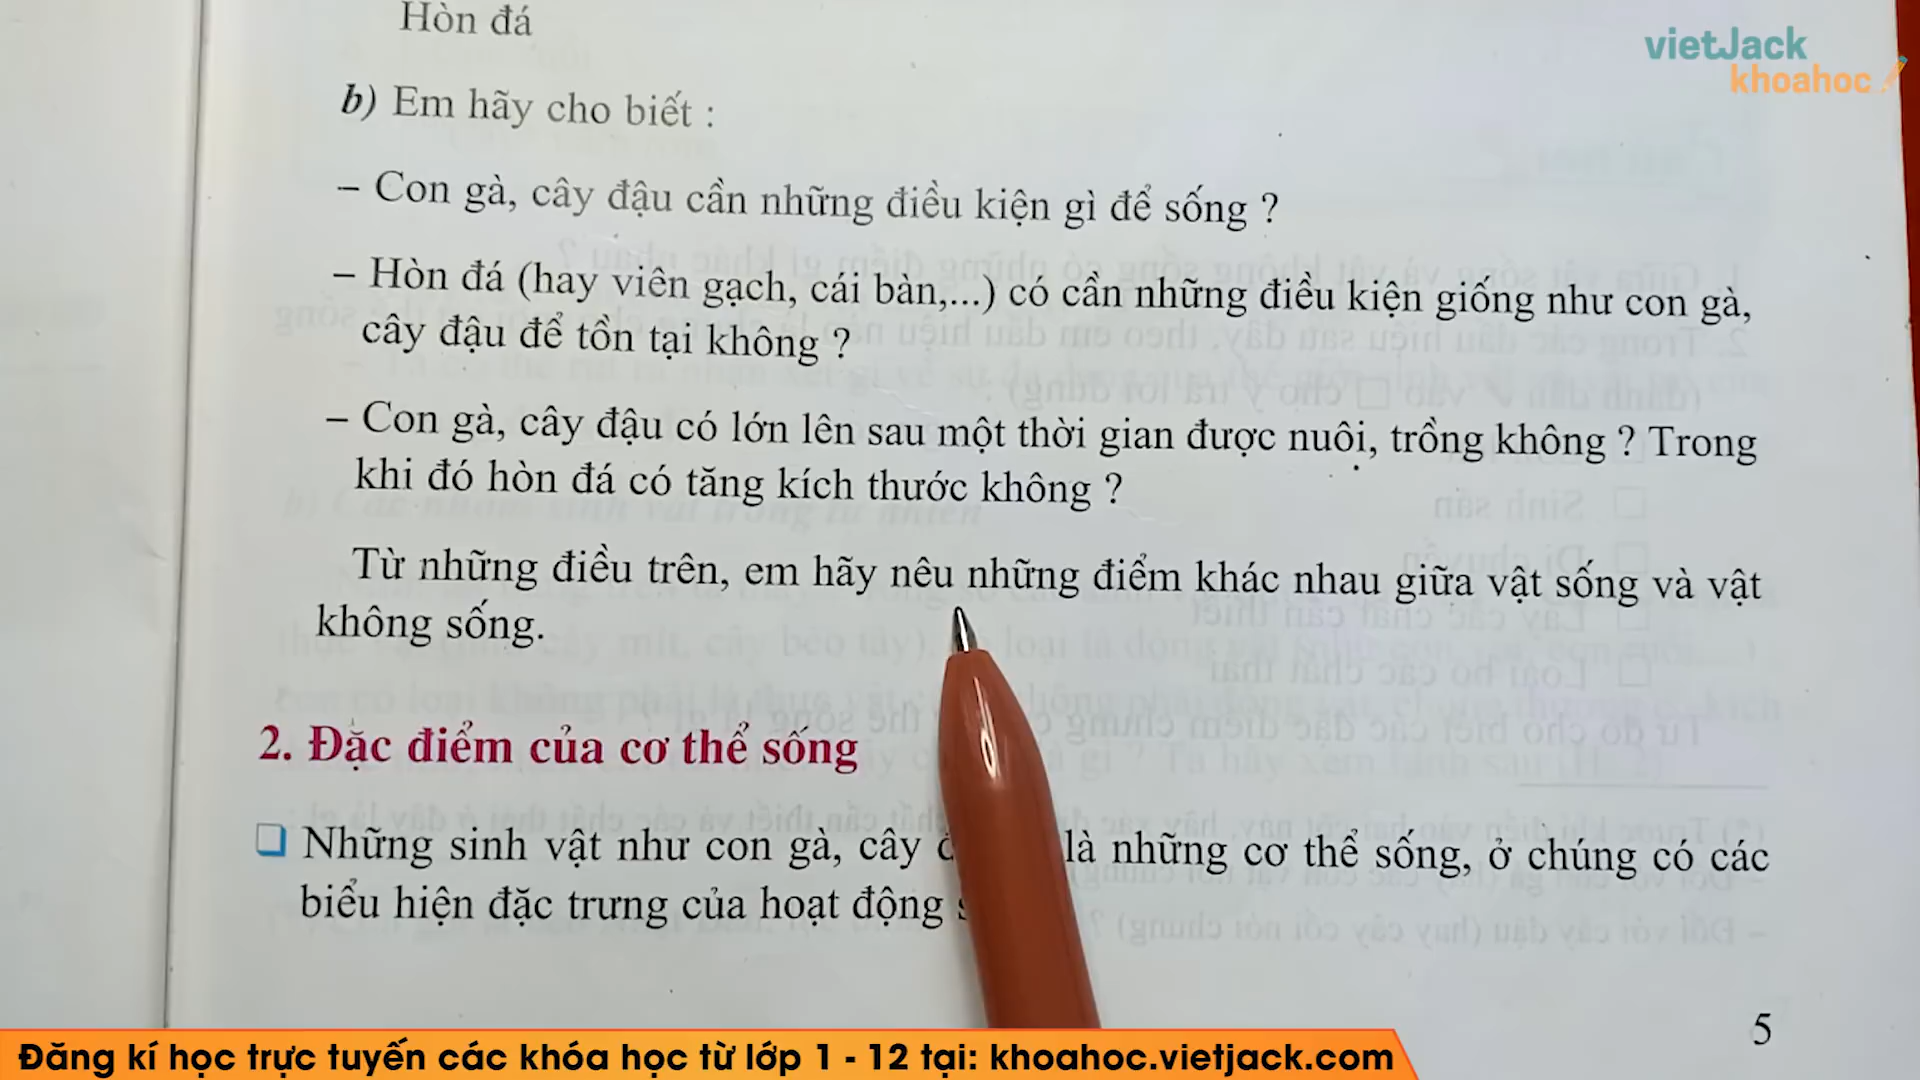 Hòn đá
vietJack
khoahoc
b) Em hãy cho biết :
– Con gà, cây đậu cần những điều kiện gì để sống ?
– Hòn đá (hay viên gạch, cái bàn,...) có cần những điều kiện giống như con gà,
cây đậu để tồn tại không ?
– Con gà, cây đậu có lớn lên sau một thời gian được nuôi, trồng không ? Trong
khi đó hòn đá có tăng kích thước không ?
Từ những điều trên, em hãy nêu những điểm khác nhau giữa vật sống và vật
không sống.
2. Đặc điểm của cơ thể sống
❑ Những sinh vật như con gà, cây là những cơ thể sống, ở chúng có các
biểu hiện đặc trưng của hoạt động
5
Đăng kí học trực tuyến các khóa học từ lớp 1 - 12 tại: khoahoc.vietjack.com